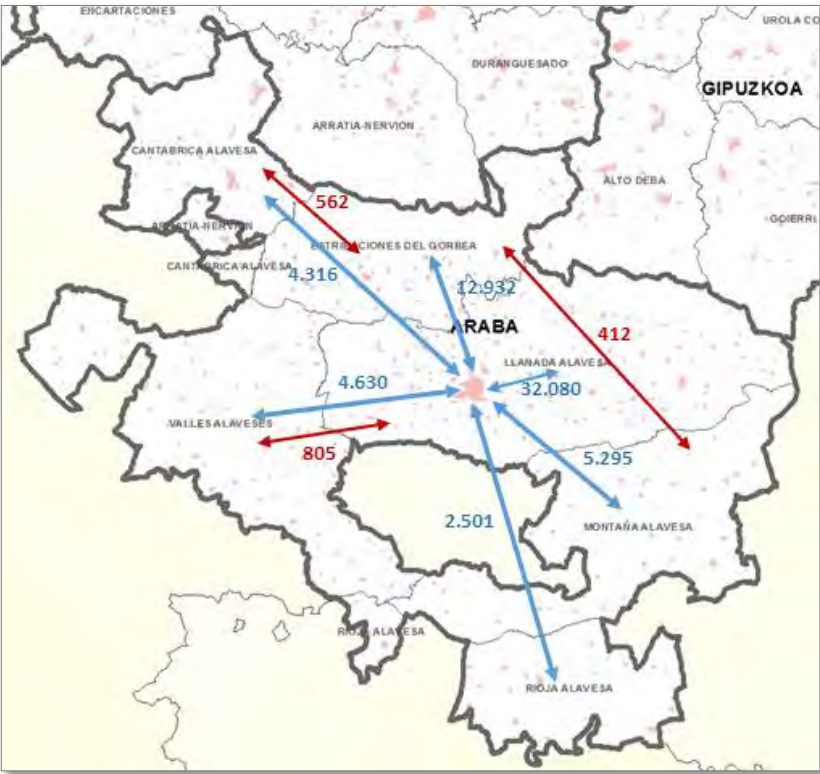 ENCARTACIONES
UROLA CO
DURANGUESADO
GIPUZKOA
ARRATIA-NERVION
CANTABRICA ALAVESA
ALTO DEBA
562
GOIERRI
ARRATIA-NERVION
ESTRIBACIONES DEL GORBEA
CANTABRICA ALAVESA
4.316
12.932
ARABA
412
LLANADA ALAVESA
4.630
32.080
VALLES ALAVESES
805
5.295
2.501
MONTAÑA ALAVESA
RIOJA ALAVESA
RIOJA ALAVESA